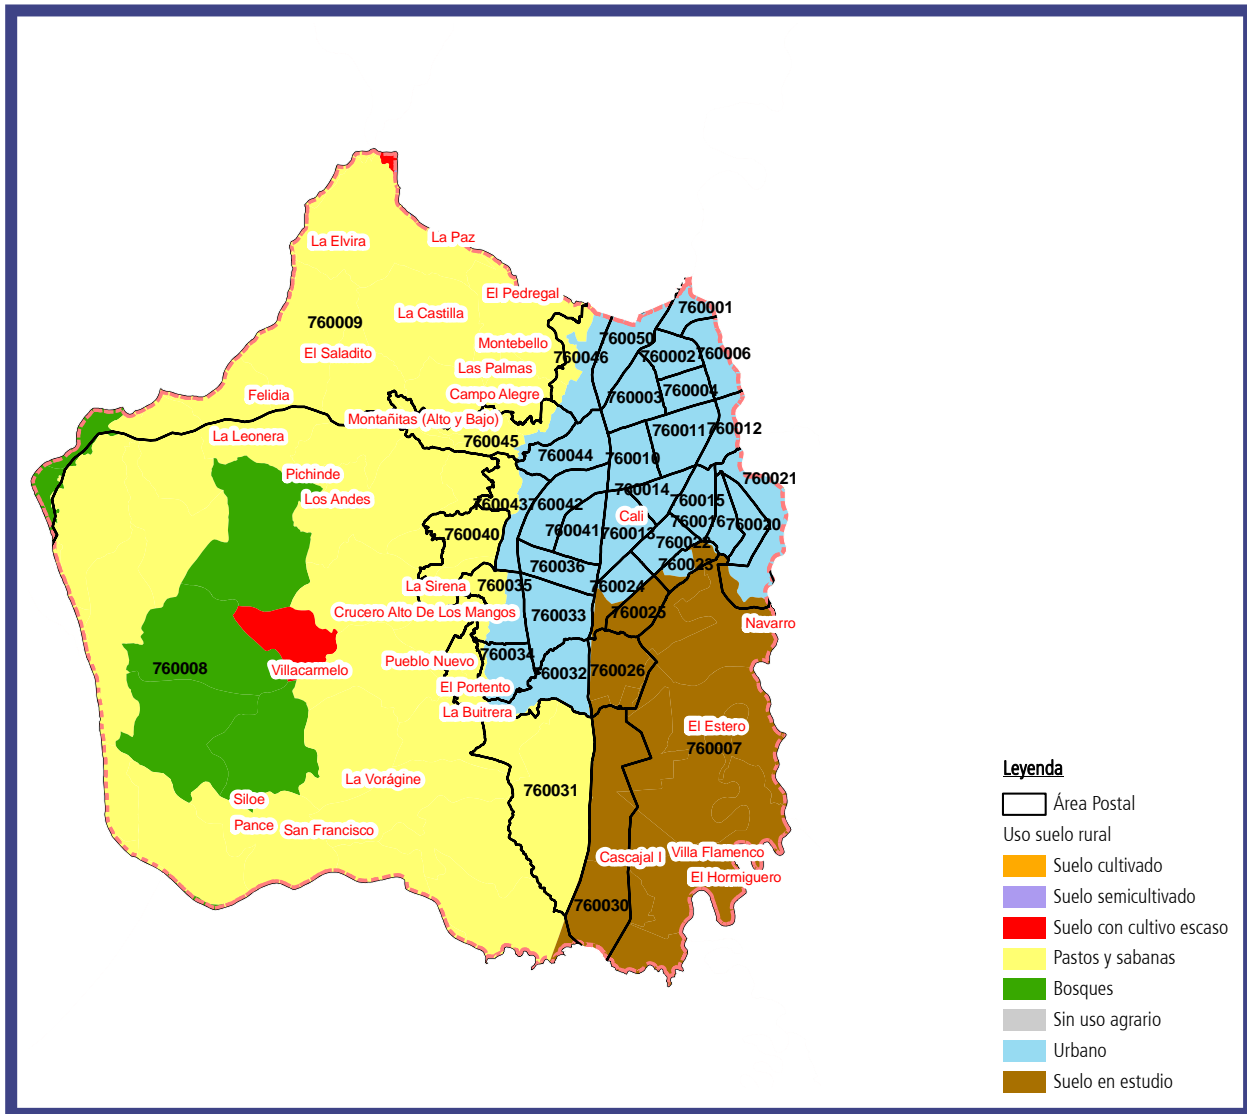 La Elvira
La Paz
El Pedregal
760001
La Castilla
760009
760050
Montebello
El Saladito
760046
760002
760006
Las Palmas
760004
Felidia
Campo Alegre
760003
Montañitas (Alto y Bajo)
760011
760012
La Leonera
760045
760044
760010
Pichinde
760021
Los Andes
760014
760043
760042
760015
Cali
760016
760020
760040
760041
760013
760022
760036
760023
La Sirena
760035
760024
Crucero Alto De Los Mangos
760033
760025
Navarro
760034
Pueblo Nuevo
760008
Villacarmelo
760032
760026
El Portento
La Buitrera
El Estero
760007
La Vorágine
760031
Siloe
Pance
San Francisco
Cascajal I
Villa Flamenco
El Hormiguero
760030
Leyenda
Área Postal
Uso suelo rural
Suelo cultivado
Suelo semicultivado
Suelo con cultivo escaso
Pastos y sabanas
Bosques
Sin uso agrario
Urbano
Suelo en estudio